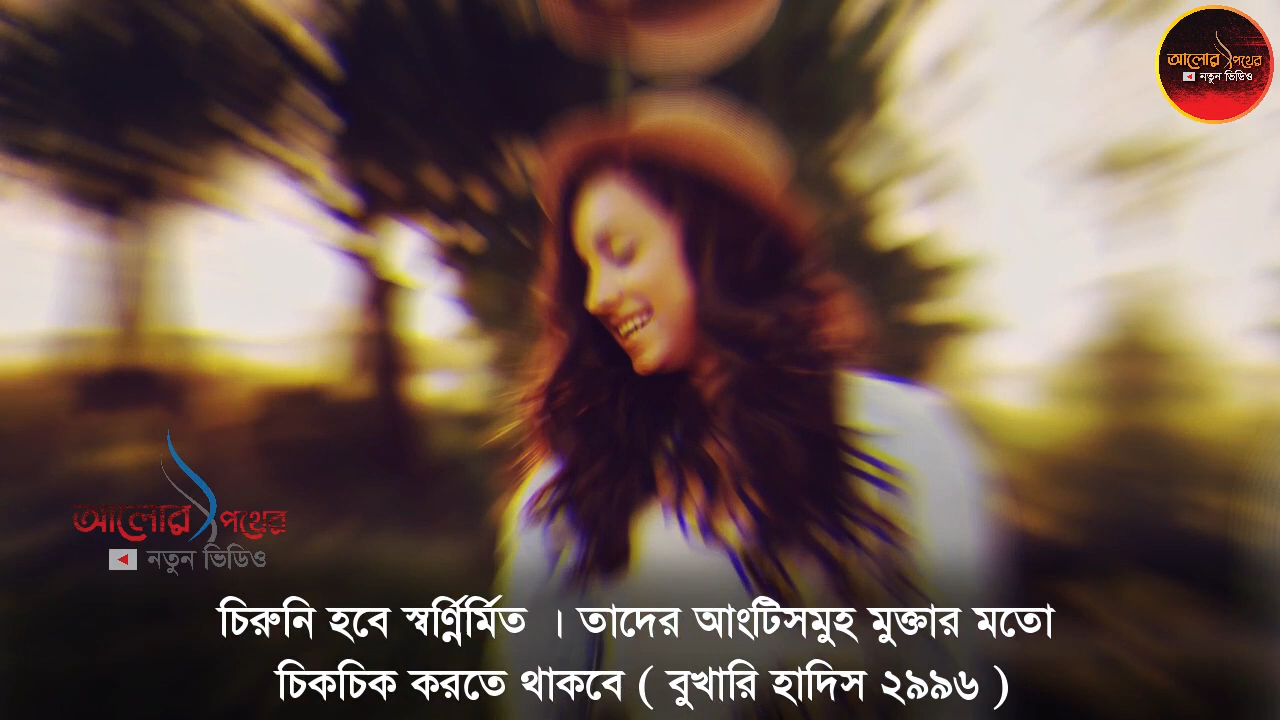 আলোর পথের
নতুন ভিডিও
আলোর পথের
নতুন ভিডিও
চিরুনি হবে স্বর্ণ্নির্মিত । তাদের আংটিসমুহ মুক্তার মতো
চিকচিক করতে থাকবে ( বুখারি হাদিস ২৯৯৬ )